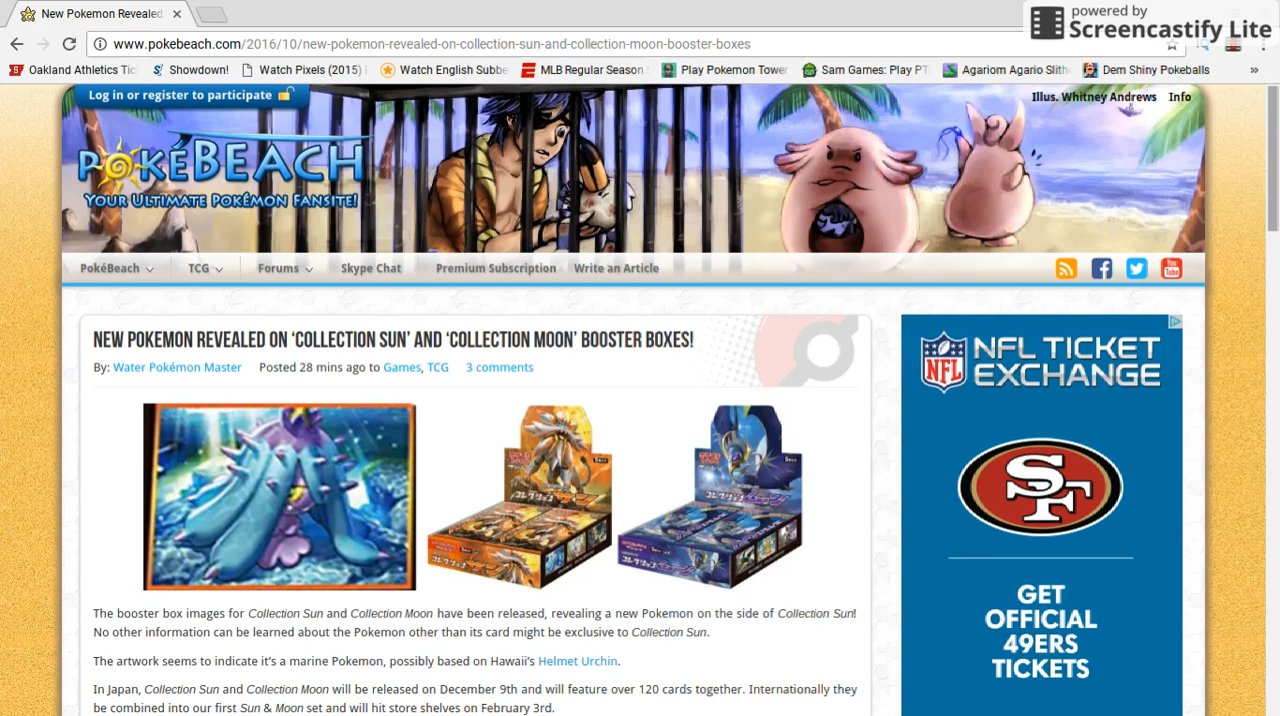 New Pokemon Revealed
powered by
Screencastify Lite
www.pokebeach.com/2016/10/new-pokemon-revealed-on-collection-sun-and-collection-moon-booster-boxes
Oakland Athletics Tic
Showdown!
Watch Pixels (2015) F
Watch English Subbe
MLB Regular Season S
Play Pokemon Tower
Sam Games: Play PT
Agariom Agario Slith
Dem Shiny Pokeballs
Log in or register to participate
Illus. Whitney Andrews Info
POKÉBEACH
YOUR ULTIMATE POKÉMON FANSITE!
PokéBeach
TCG
Forums
Skype Chat
Premium Subscription
Write an Article
You Tube
NEW POKEMON REVEALED ON ‘COLLECTION SUN’ AND ‘COLLECTION MOON’ BOOSTER BOXES!
By: Water Pokémon Master Posted 28 mins ago to Games, TCG 3 comments
The booster box images for Collection Sun and Collection Moon have been released, revealing a new Pokemon on the side of Collection Sun!
No other information can be learned about the Pokemon other than its card might be exclusive to Collection Sun.
The artwork seems to indicate it's a marine Pokemon, possibly based on Hawaii's Helmet Urchin.
In Japan, Collection Sun and Collection Moon will be released on December 9th and will feature over 120 cards together. Internationally they
be combined into our first Sun & Moon set and will hit store shelves on February 3rd.
NFL
NFL TICKET
EXCHANGE
SF
GET
OFFICIAL
49ERS
TICKETS